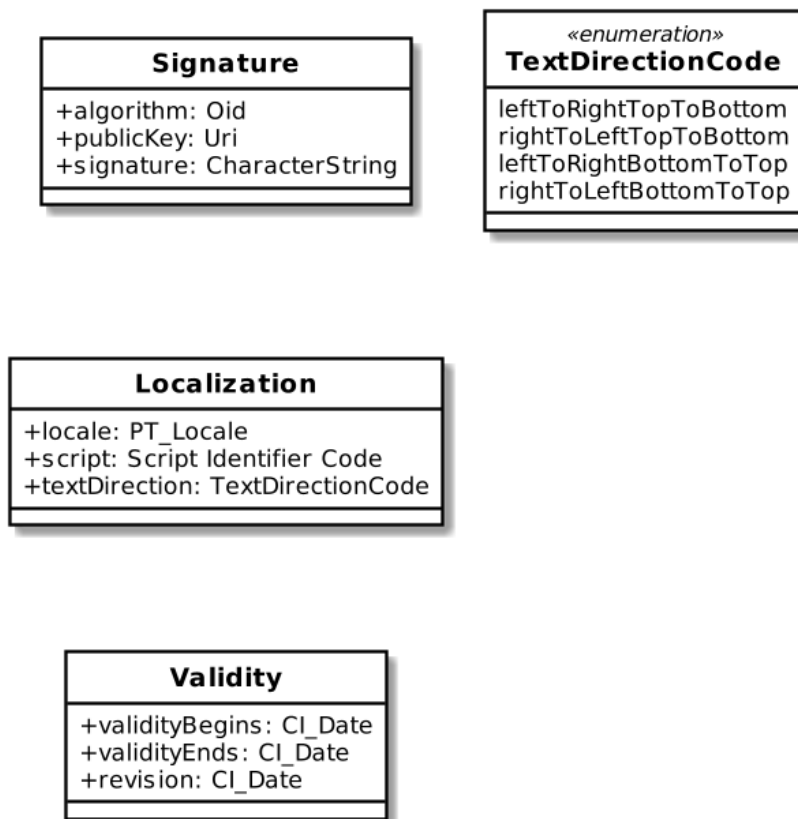 Signature
+algorithm: Oid
+publicKey: Uri
+signature: CharacterString
«enumeration»
TextDirectionCode
leftToRightTopToBottom
rightToLeftTopToBottom
leftToRightBottomToTop
rightToLeftBottomToTop
Localization
+locale: PT_Locale
+script: Script Identifier Code
+textDirection: TextDirectionCode
Validity
+validityBegins: CI_Date
+validityEnds: CI_Date
+revision: CI_Date